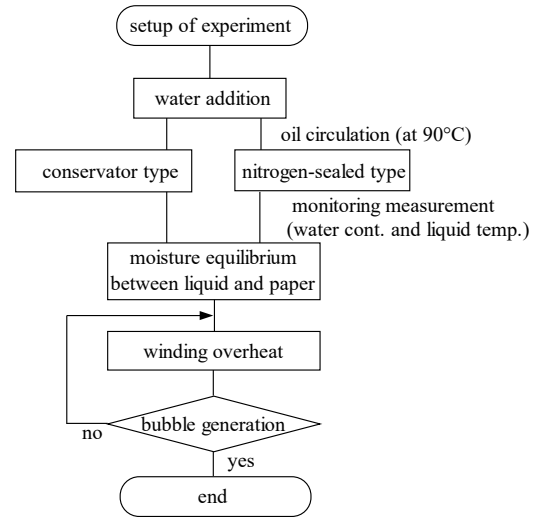 setup of experiment
water addition
oil circulation (at 90°C)
conservator type
nitrogen-sealed type
monitoring measurement
(water cont. and liquid temp.)
moisture equilibrium
between liquid and paper
winding overheat
bubble generation
no
yes
end